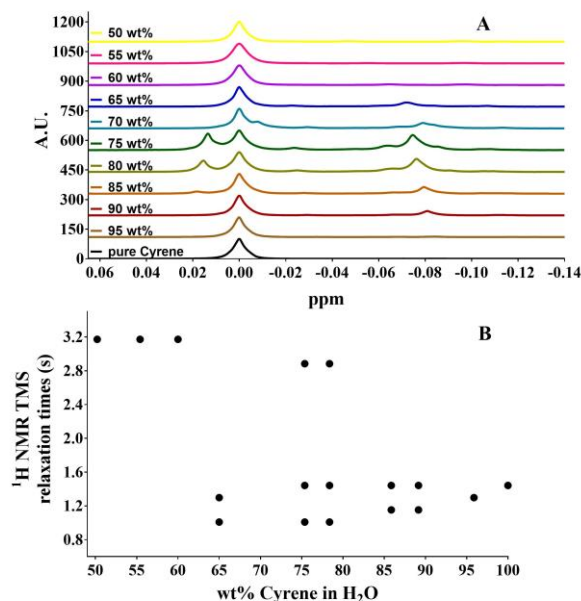 A
1200
1050
900
750
600
450
300
150
0
A.U.
50 wt%
55 wt%
60 wt%
65 wt%
70 wt%
75 wt%
80 wt%
85 wt%
90 wt%
95 wt%
pure Cyrene
0.06 0.04 0.02 0.00 -0.02 -0.04 -0.06 -0.08 -0.10 -0.12 -0.14
ppm
B
3.2
2.8
2.4
2.0
1.6
1.2
0.8
¹H NMR TMS
relaxation times (s)
50 55 60 65 70 75 80 85 90 95 100
wt% Cyrene in H₂O